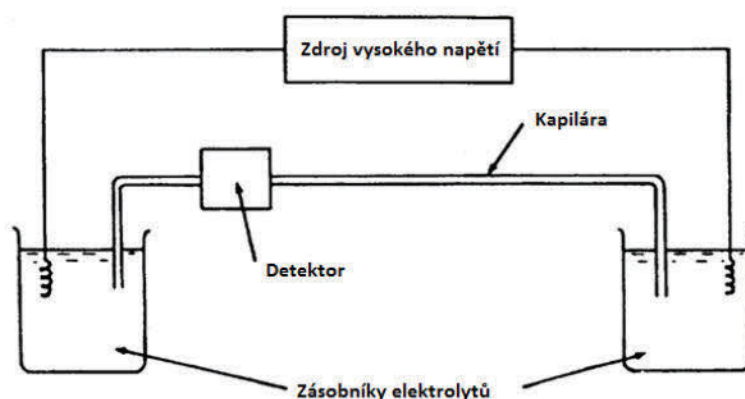 Zdroj vysokého napětí
Kapilára
Detektor
Zásobníky elektrolytů